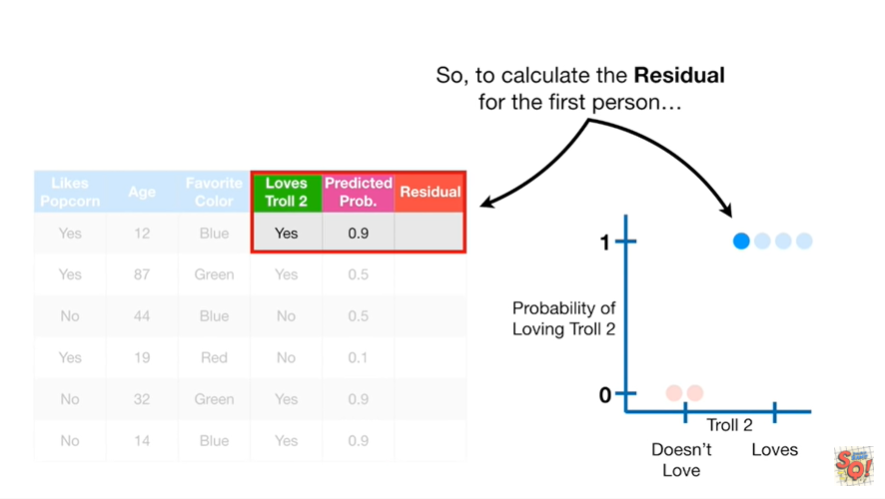 So, to calculate the Residual
for the first person...
Likes Popcorn Age Favorite Color Loves Troll 2 Predicted Prob. Residual
Yes 12 Blue Yes 0.9
Yes 87 Green Yes 0.5
No 44 Blue No 0.5
Yes 19 Red No 0.1
No 32 Green Yes 0.9
No 14 Blue Yes 0.9
1
Probability of
Loving Troll 2
0
Troll 2
Doesn't
Love
Loves
SQ!